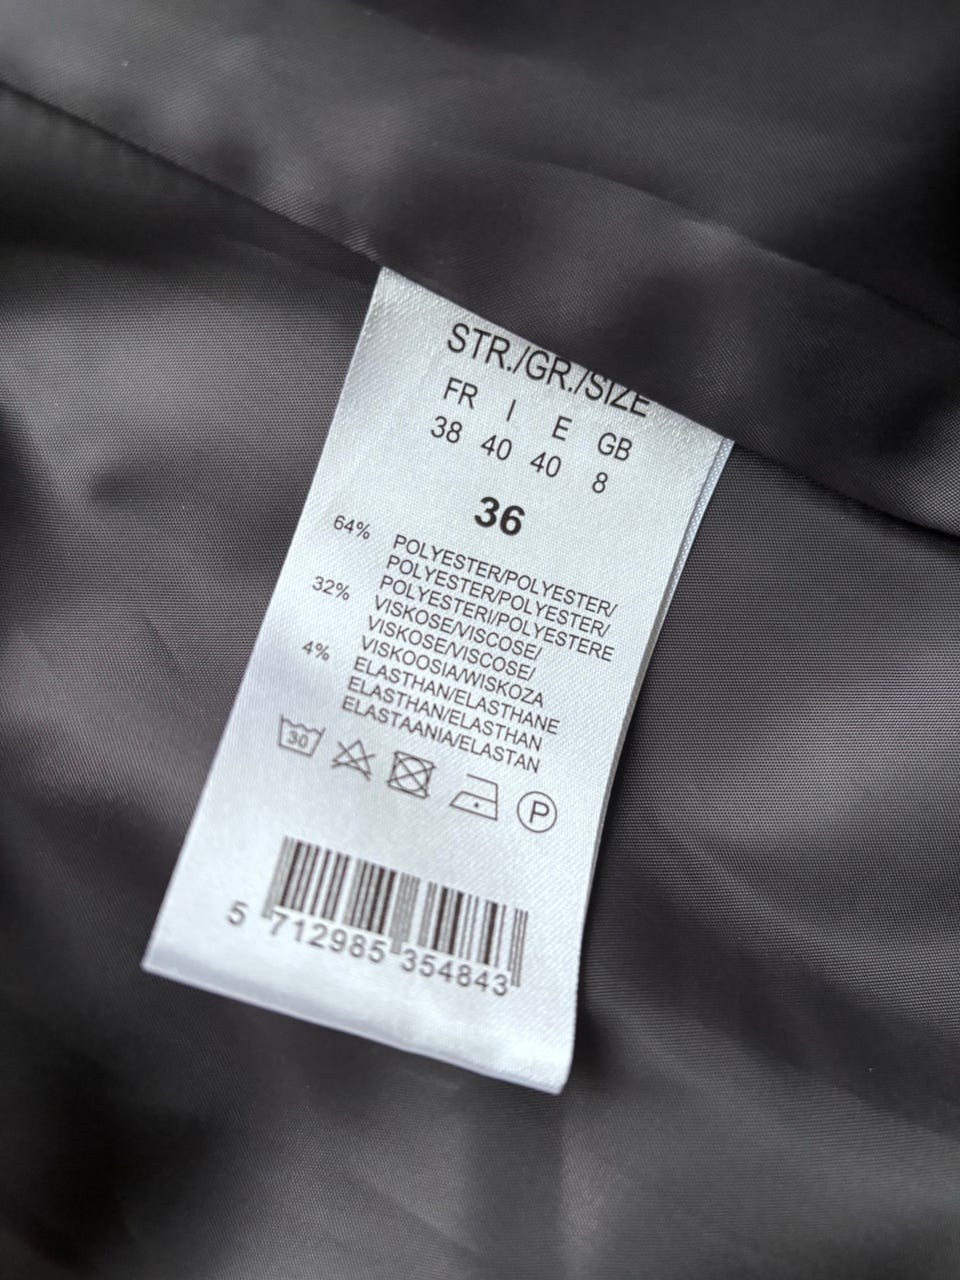 STR./GR./SIZE
FR I E GB
38 40 40 8
36
64% POLYESTER/POLYESTER/
POLYESTER/POLYESTER/
POLYESTERI/POLYESTERE
32% VISKOSE/VISCOSE/
VISKOSE/VISCOSE/
VISKOOSIA/WISKOZA
4% ELASTHAN/ELASTHANE
ELASTHAN/ELASTHAN
ELASTAANIA/ELASTAN
30 P
5 712985 354843